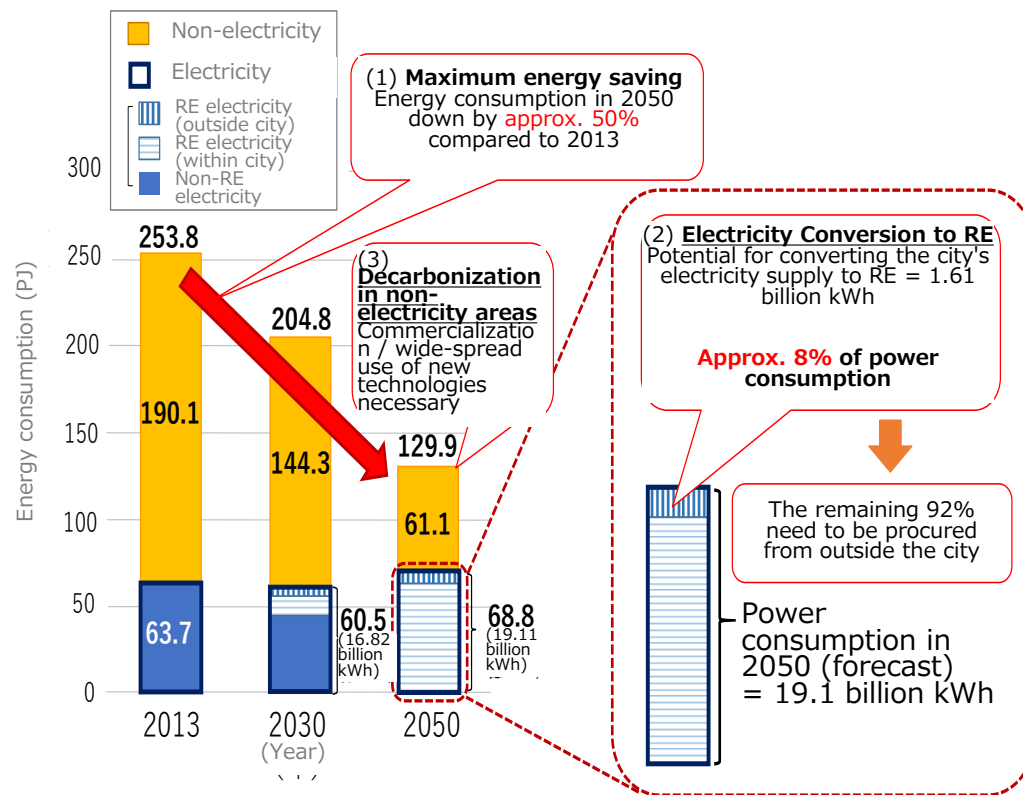 Non-electricity
Electricity
RE electricity
(outside city)
RE electricity
(within city)
Non-RE
electricity
(1) Maximum energy saving
Energy consumption in 2050
down by approx. 50%
compared to 2013
Energy consumption (PJ)
300
250
200
150
100
50
0
253.8
190.1
63.7
204.8
144.3
60.5
(16.82
billion
kWh)
129.9
61.1
68.8
(19.11
billion
kWh)
2013
2030
2050
(Year)
(3)
Decarbonization
in non-
electricity areas
Commercializatio
n / wide-spread
use of new
technologies
necessary
(2) Electricity Conversion to RE
Potential for converting the city's
electricity supply to RE = 1.61
billion kWh
Approx. 8% of power
consumption
The remaining 92%
need to be procured
from outside the city
Power
consumption in
2050 (forecast)
= 19.1 billion kWh